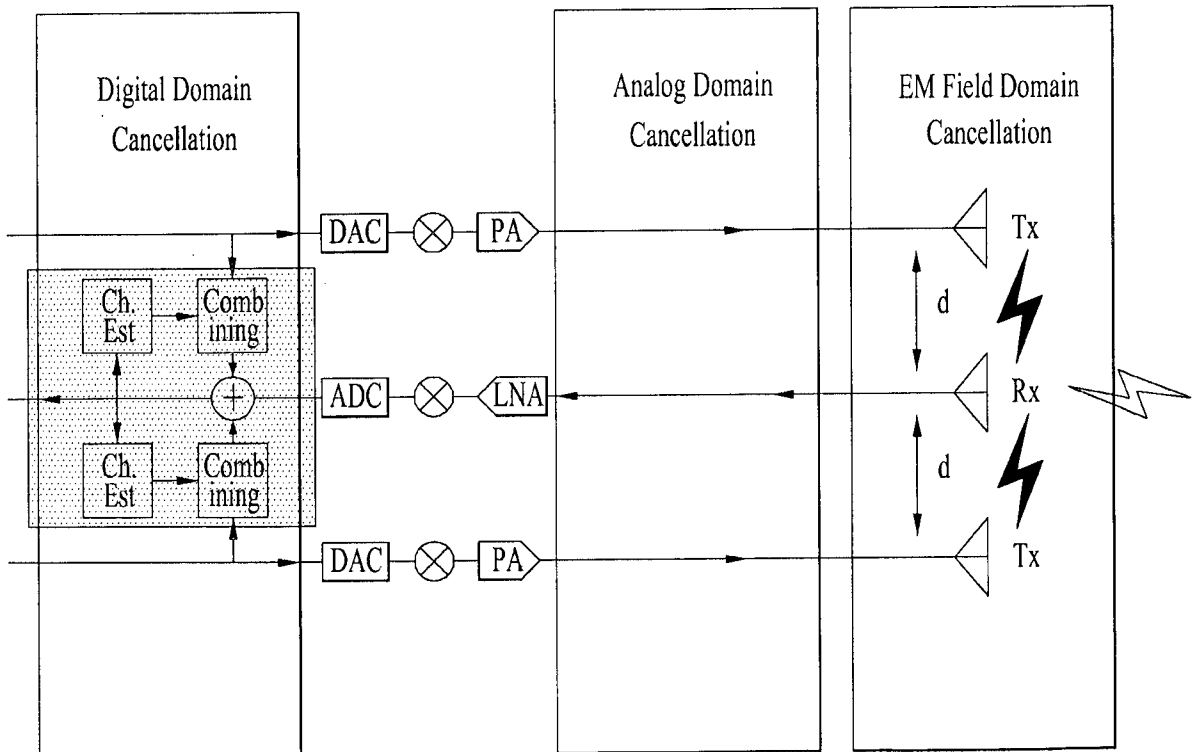 Digital Domain
Cancellation
Analog Domain
Cancellation
EM Field Domain
Cancellation
DAC
PA
Tx
Ch.
Est
Comb
ining
d
ADC
LNA
Rx
Ch.
Est
Comb
ining
d
DAC
PA
Tx